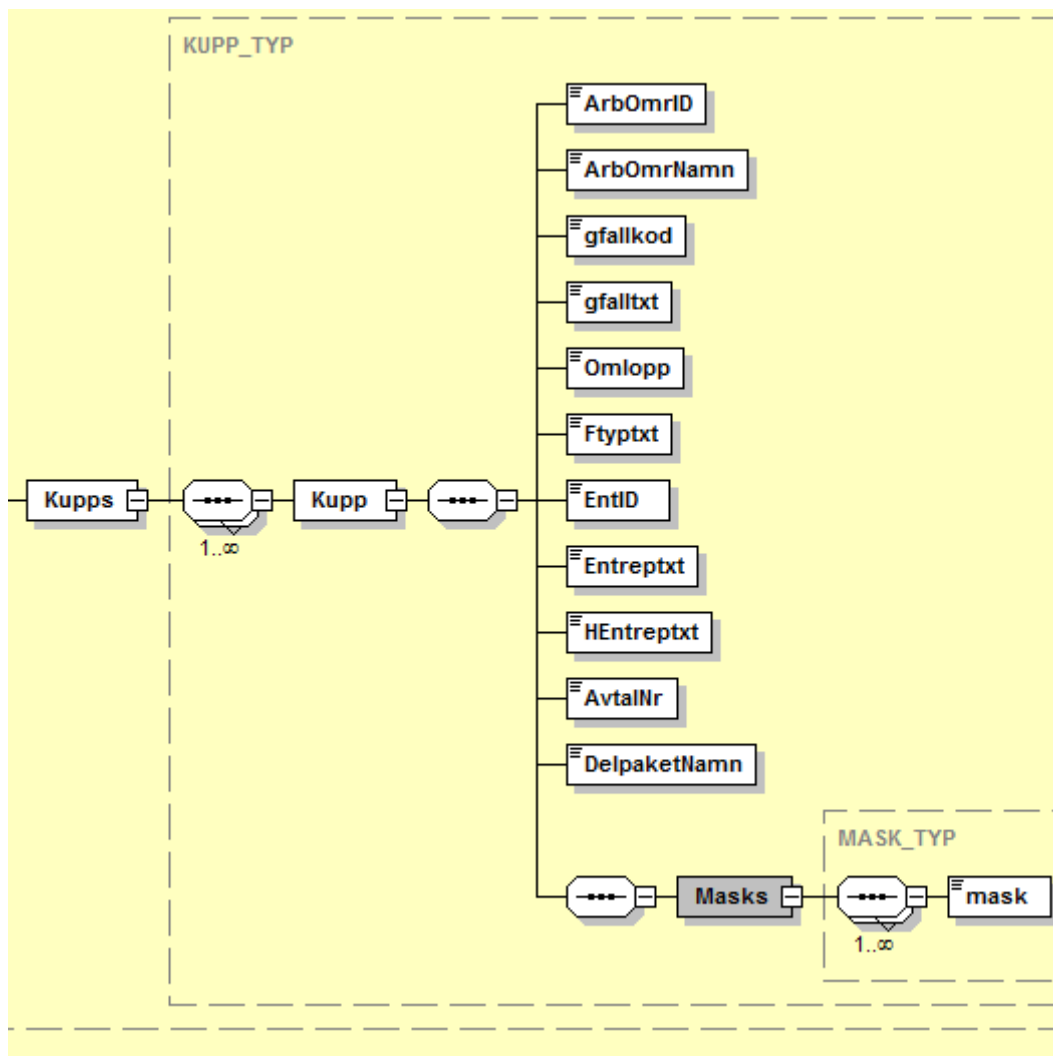 KUPP_TYP
ArbOmrID
ArbOmrNamn
gfallkod
gfalltxt
Omlopp
Ftyptxt
Kupps
1..∞
Kupp
EntID
Entreptxt
HEntreptxt
AvtalNr
DelpaketNamn
MASK_TYP
Masks
1..∞
mask